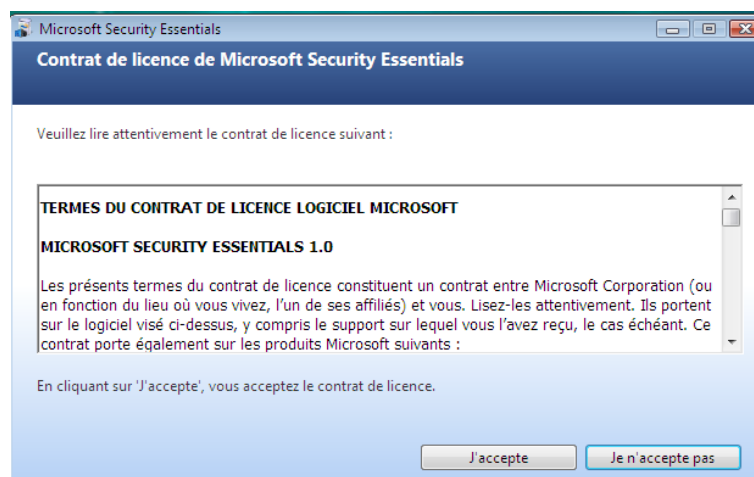 Microsoft Security Essentials
Contrat de licence de Microsoft Security Essentials
Veuillez lire attentivement le contrat de licence suivant :
TERMES DU CONTRAT DE LICENCE LOGICIEL MICROSOFT
MICROSOFT SECURITY ESSENTIALS 1.0
Les présents termes du contrat de licence constituent un contrat entre Microsoft Corporation (ou
en fonction du lieu où vous vivez, l’un de ses affiliés) et vous. Lisez-les attentivement. Ils portent
sur le logiciel visé ci-dessus, y compris le support sur lequel vous l’avez reçu, le cas échéant. Ce
contrat porte également sur les produits Microsoft suivants :
En cliquant sur 'J'accepte', vous acceptez le contrat de licence.
J'accepte
Je n'accepte pas